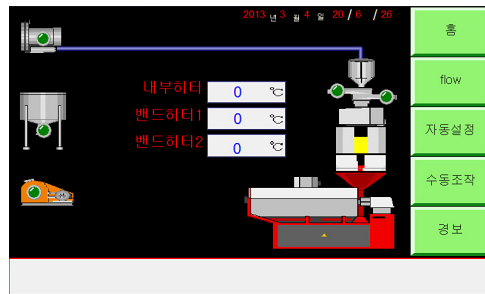 2013 년 3 월 4 일 20 / 6 / 26
홈
flow
내부히터 0 ℃
밴드히터1 0 ℃
자동설정
밴드히터2 0 ℃
수동조작
경보